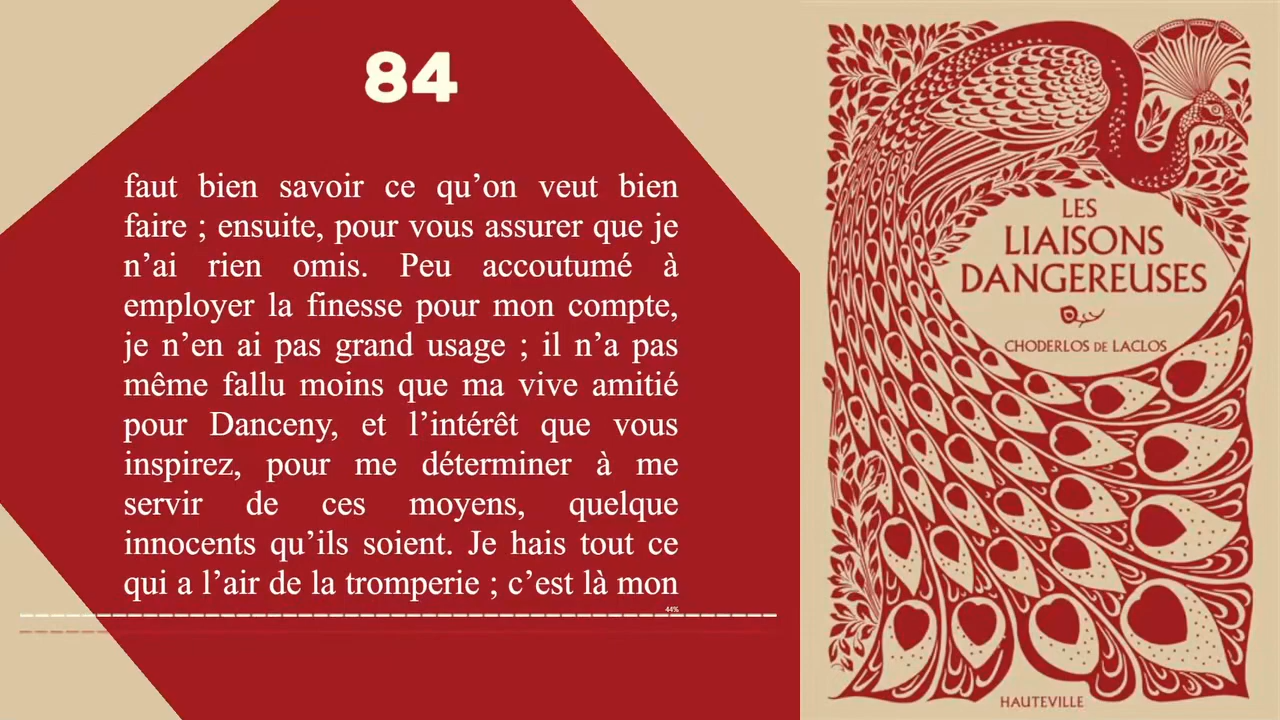 84
faut bien savoir ce qu’on veut bien
faire ; ensuite, pour vous assurer que je
n’ai rien omis. Peu accoutumé à
employer la finesse pour mon compte,
je n’en ai pas grand usage ; il n’a pas
même fallu moins que ma vive amitié
pour Danceny, et l’intérêt que vous
inspirez, pour me déterminer à me
servir de ces moyens, quelque
innocents qu’ils soient. Je hais tout ce
qui a l’air de la tromperie ; c’est là mon
44%
LES
LIAISONS
DANGEREUSES
CHODERLOS DE LACLOS
HAUTEVILLE